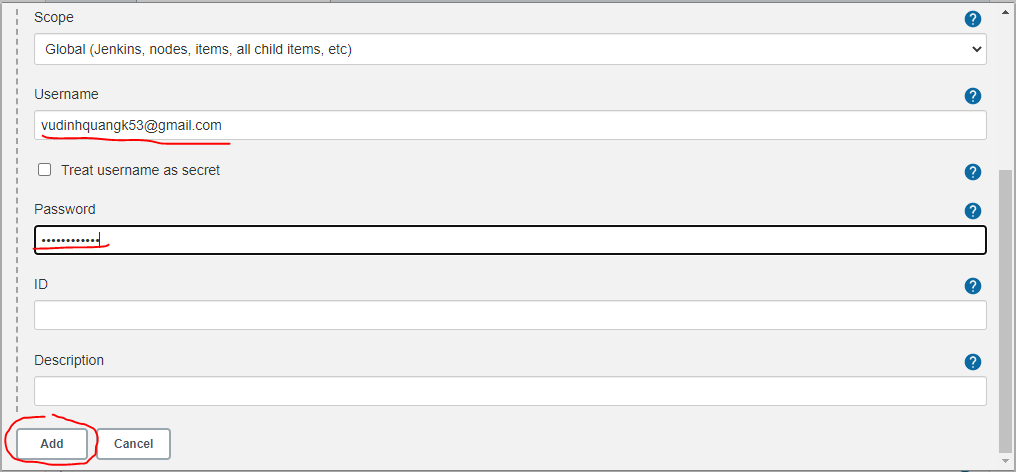 Scope
Global (Jenkins, nodes, items, all child items, etc)
Username
vudinhquangk53@gmail.com
Treat username as secret
Password
••••••••••••
ID
Description
Add
Cancel